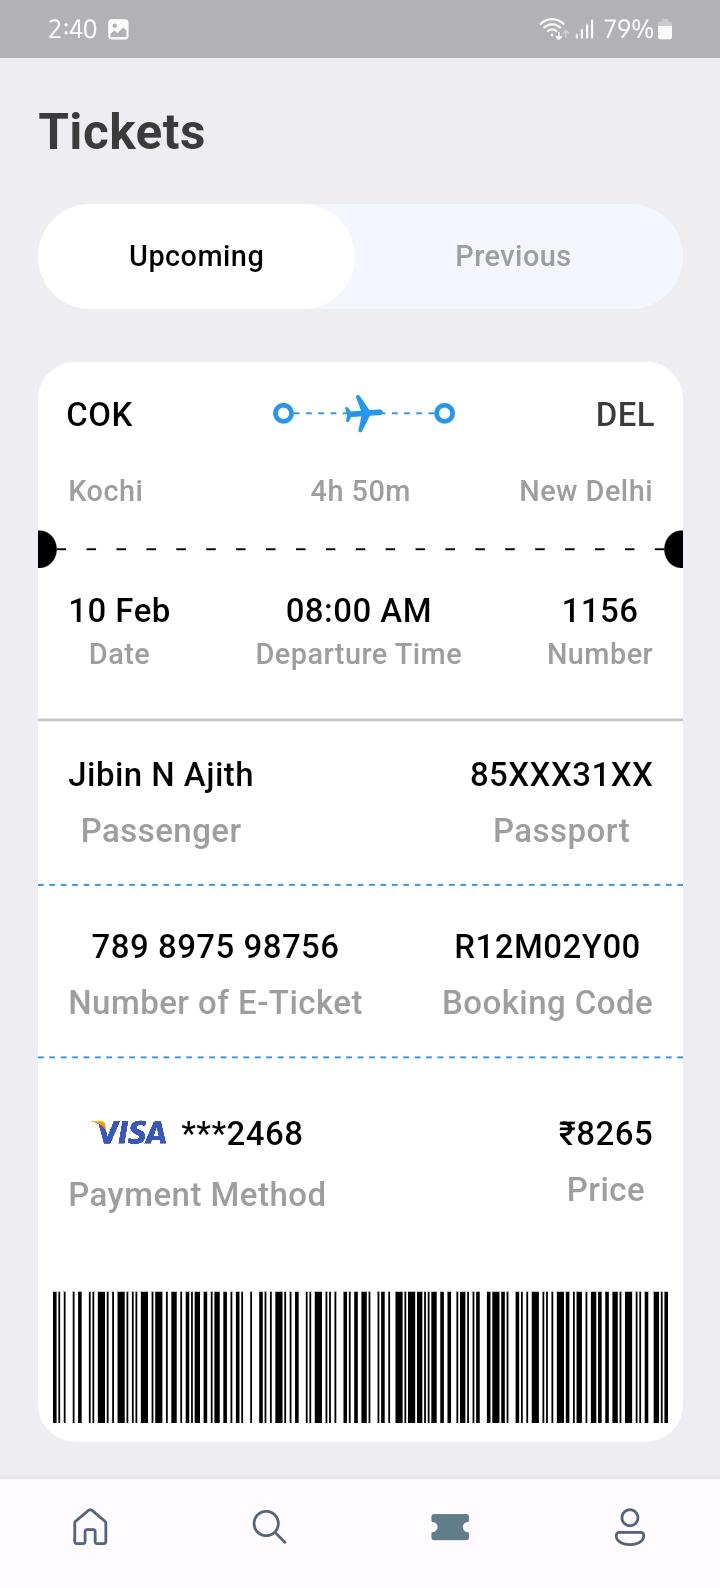 2:40 79%
Tickets
Upcoming Previous
COK DEL
Kochi 4h 50m New Delhi
10 Feb 08:00 AM 1156
Date Departure Time Number
Jibin N Ajith 85XXX31XX
Passenger Passport
789 8975 98756 R12M02Y00
Number of E-Ticket Booking Code
VISA ***2468 ₹8265
Payment Method Price